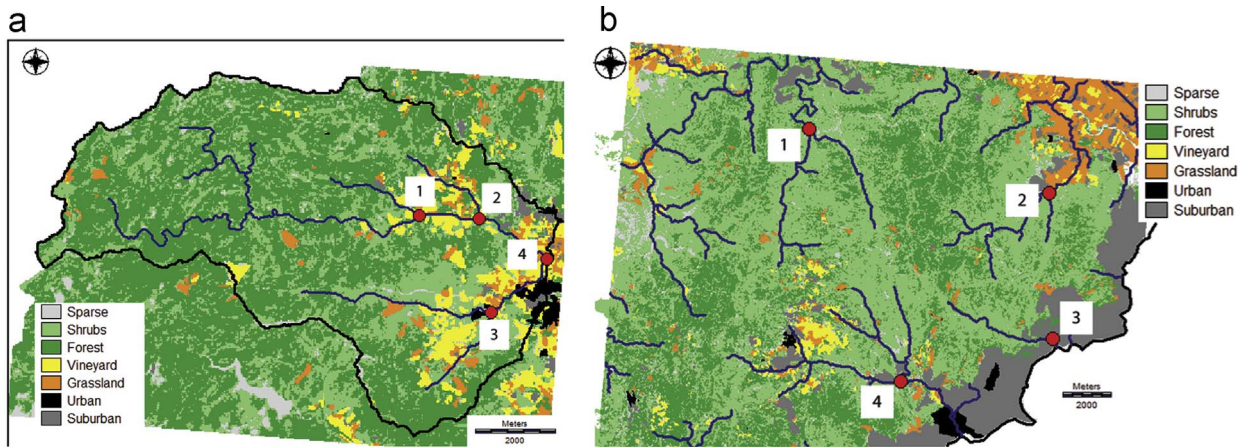 a
1
2
4
3
Sparse
Shrubs
Forest
Vineyard
Grassland
Urban
Suburban
Meters
2000
b
1
2
3
4
Sparse
Shrubs
Forest
Vineyard
Grassland
Urban
Suburban
Meters
2000